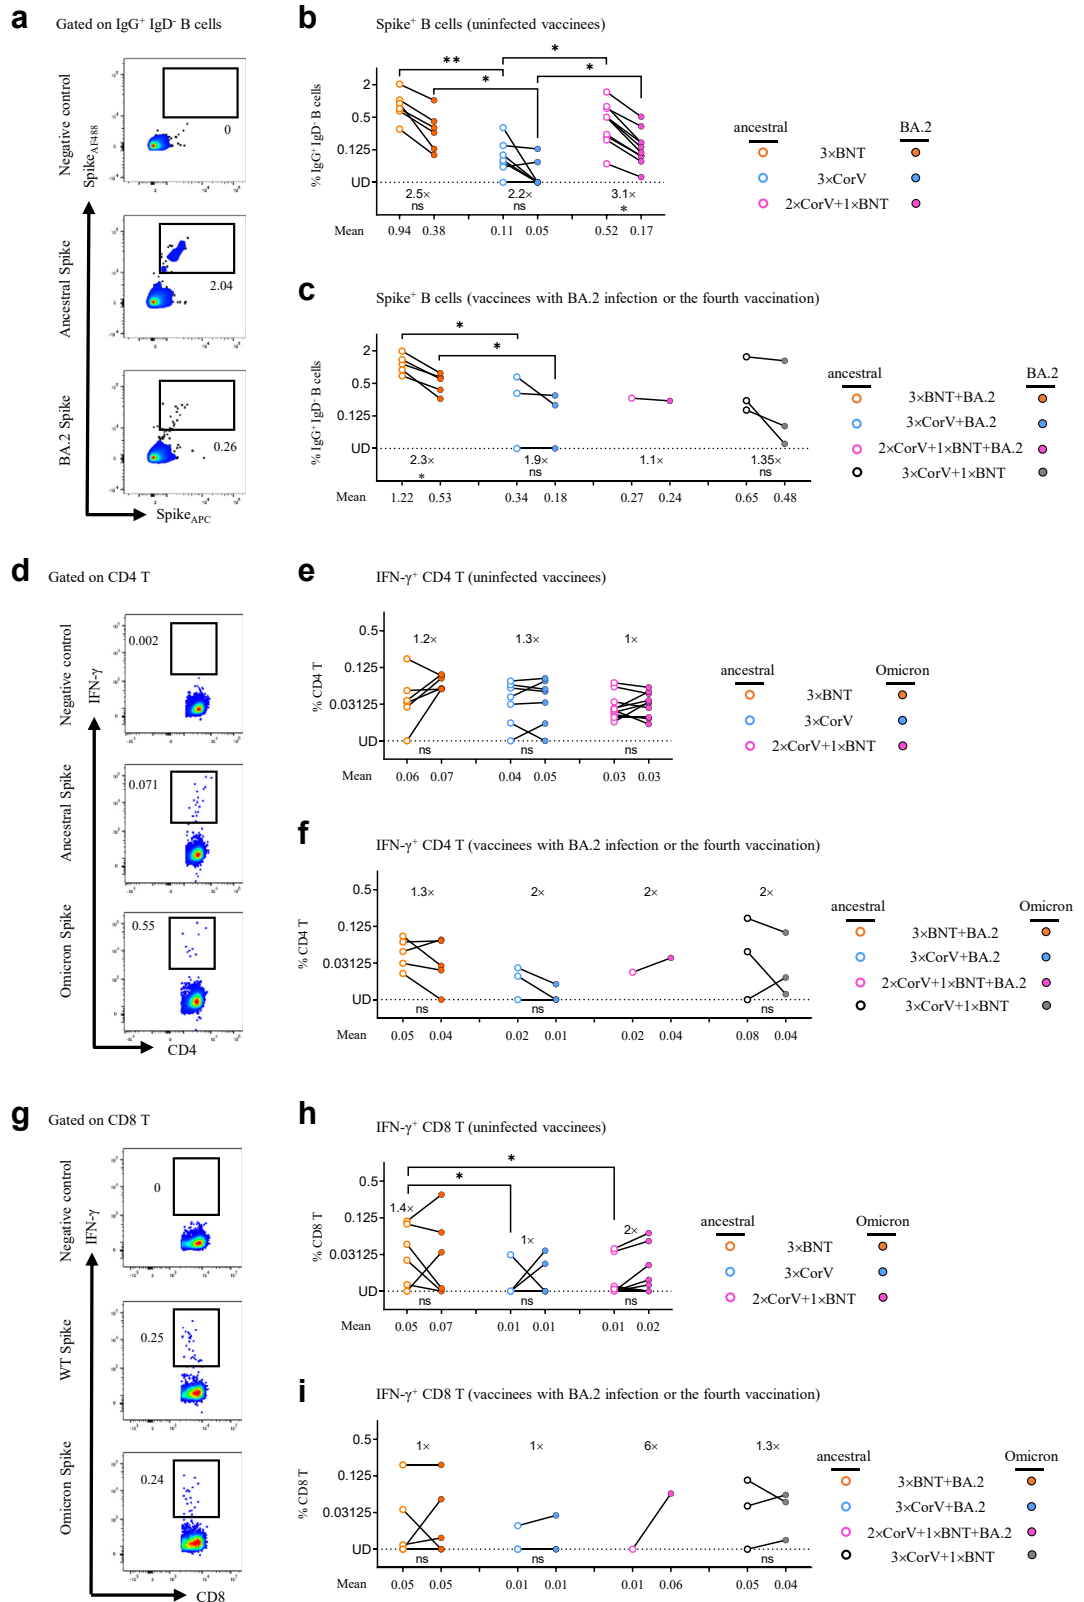 a Gated on IgG⁺ IgD⁻ B cells
Negative control
Ancestral Spike
BA.2 Spike
Spike_AF488
Spike_APC
0
2.04
0.26
b Spike⁺ B cells (uninfected vaccinees)
% IgG⁺ IgD⁻ B cells
2
0.5
0.125
UD
** * * *
2.5× 2.2× 3.1×
ns ns *
Mean 0.94 0.38 0.11 0.05 0.52 0.17
ancestral BA.2
3×BNT
3×CorV
2×CorV+1×BNT
c Spike⁺ B cells (vaccinees with BA.2 infection or the fourth vaccination)
% IgG⁺ IgD⁻ B cells
2
0.5
0.125
UD
* *
2.3× 1.9× 1.1× 1.35×
* ns ns
Mean 1.22 0.53 0.34 0.18 0.27 0.24 0.65 0.48
ancestral BA.2
3×BNT+BA.2
3×CorV+BA.2
2×CorV+1×BNT+BA.2
3×CorV+1×BNT
d Gated on CD4 T
Negative control
Ancestral Spike
Omicron Spike
IFN-γ
CD4
0.002
0.071
0.55
e IFN-γ⁺ CD4 T (uninfected vaccinees)
% CD4 T
0.5
0.125
0.03125
UD
1.2× 1.3× 1×
ns ns ns
Mean 0.06 0.07 0.04 0.05 0.03 0.03
ancestral Omicron
3×BNT
3×CorV
2×CorV+1×BNT
f IFN-γ⁺ CD4 T (vaccinees with BA.2 infection or the fourth vaccination)
% CD4 T
0.5
0.125
0.03125
UD
1.3× 2× 2× 2×
ns ns ns
Mean 0.05 0.04 0.02 0.01 0.02 0.04 0.08 0.04
ancestral Omicron
3×BNT+BA.2
3×CorV+BA.2
2×CorV+1×BNT+BA.2
3×CorV+1×BNT
g Gated on CD8 T
Negative control
WT Spike
Omicron Spike
IFN-γ
CD8
0
0.25
0.24
h IFN-γ⁺ CD8 T (uninfected vaccinees)
% CD8 T
0.5
0.125
0.03125
UD
* *
1.4× 1× 2×
ns ns ns
Mean 0.05 0.07 0.01 0.01 0.01 0.02
ancestral Omicron
3×BNT
3×CorV
2×CorV+1×BNT
i IFN-γ⁺ CD8 T (vaccinees with BA.2 infection or the fourth vaccination)
% CD8 T
0.5
0.125
0.03125
UD
1× 1× 6× 1.3×
ns ns ns
Mean 0.05 0.05 0.01 0.01 0.01 0.06 0.05 0.04
ancestral Omicron
3×BNT+BA.2
3×CorV+BA.2
2×CorV+1×BNT+BA.2
3×CorV+1×BNT